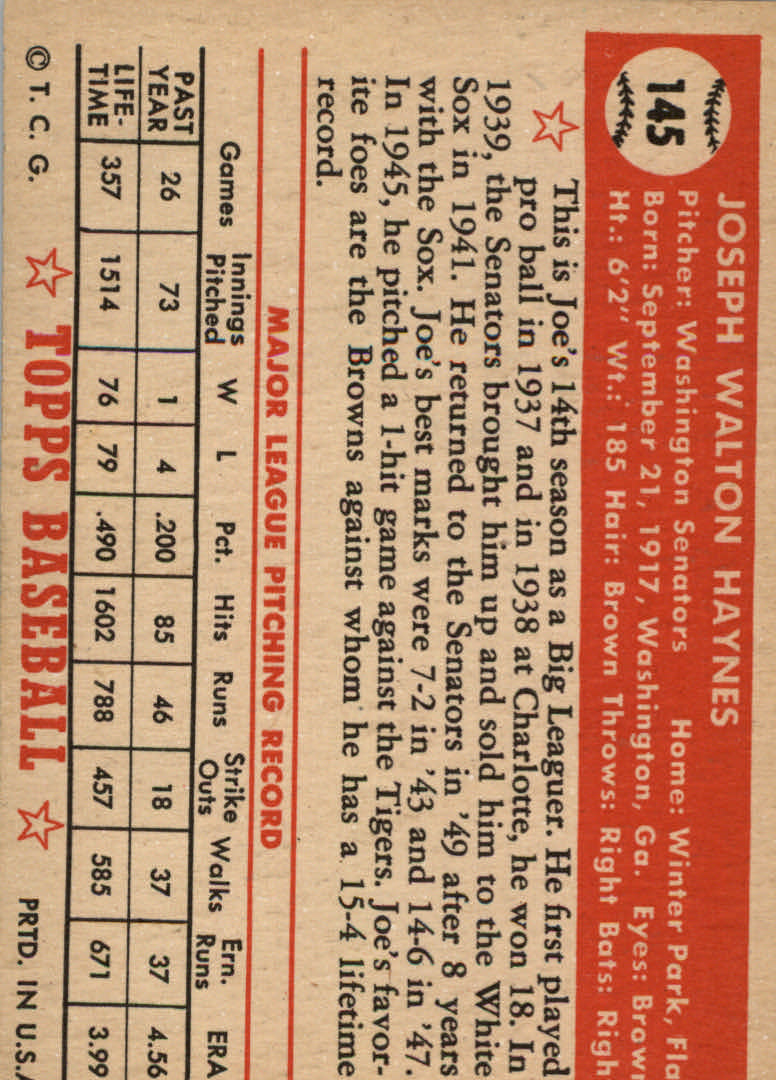 145
JOSEPH WALTON HAYNES
Pitcher: Washington Senators Home: Winter Park, Fla
Born: September 21, 1917, Washington, Ga. Eyes: Brow
Ht.: 6'2" Wt.: 185 Hair: Brown Throws: Right Bats: Righ
This is Joe's 14th season as a Big Leaguer. He first played
pro ball in 1937 and in 1938 at Charlotte, he won 18. In
1939, the Senators brought him up and sold him to the White
Sox in 1941. He returned to the Senators in '49 after 8 years
with the Sox. Joe's best marks were 7-2 in '43 and 14-6 in '47.
In 1945, he pitched a 1-hit game against the Tigers. Joe's favor-
ite foes are the Browns against whom he has a 15-4 lifetime
record.
MAJOR LEAGUE PITCHING RECORD
Games Innings Pitched W L Pct. Hits Runs Strike Outs Walks Ern. Runs ERA
PAST YEAR 26 73 1 4 .200 85 46 18 37 37 4.56
LIFE-TIME 357 1514 76 79 .490 1602 788 457 585 671 3.99
© T. C. G. TOPPS BASEBALL PRTD. IN U.S.A